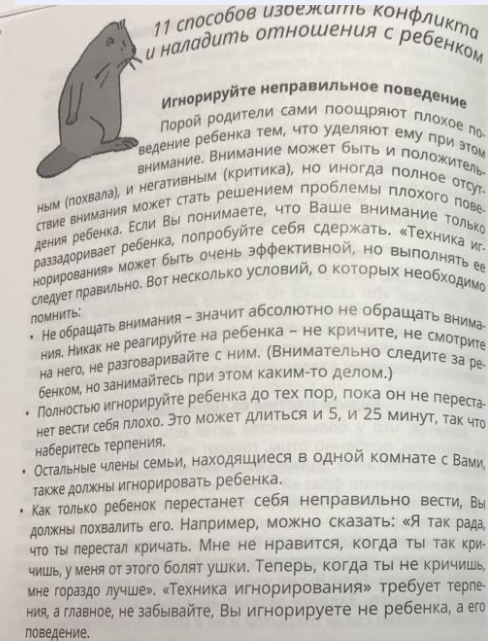 11 способов избежать конфликта
и наладить отношения с ребенком
Игнорируйте неправильное поведение
Порой родители сами поощряют плохое по-
ведение ребенка тем, что уделяют ему при этом
внимание. Внимание может быть и положитель-
ным (похвала), и негативным (критика), но иногда полное отсут-
ствие внимания может стать решением проблемы плохого пове-
дения ребенка. Если Вы понимаете, что Ваше внимание только
раззадоривает ребенка, попробуйте себя сдержать. «Техника иг-
норирования» может быть очень эффективной, но выполнять ее
следует правильно. Вот несколько условий, о которых необходимо
помнить:
• Не обращать внимания – значит абсолютно не обращать внима-
ния. Никак не реагируйте на ребенка – не кричите, не смотрите
на него, не разговаривайте с ним. (Внимательно следите за ре-
бенком, но занимайтесь при этом каким-то делом.)
• Полностью игнорируйте ребенка до тех пор, пока он не переста-
нет вести себя плохо. Это может длиться и 5, и 25 минут, так что
наберитесь терпения.
• Остальные члены семьи, находящиеся в одной комнате с Вами,
также должны игнорировать ребенка.
• Как только ребенок перестанет себя неправильно вести, Вы
должны похвалить его. Например, можно сказать: «Я так рада,
что ты перестал кричать. Мне не нравится, когда ты так кри-
чишь, у меня от этого болят ушки. Теперь, когда ты не кричишь,
мне гораздо лучше». «Техника игнорирования» требует терпе-
ния, а главное, не забывайте, Вы игнорируете не ребенка, а его
поведение.